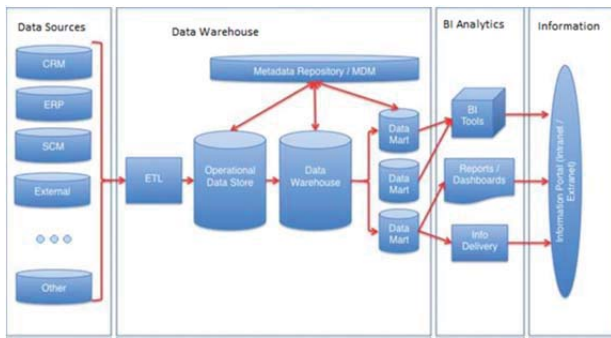 Data Sources
Data Warehouse
BI Analytics
Information
CRM
ERP
SCM
External
Other
ETL
Metadata Repository / MDM
Operational
Data Store
Data
Warehouse
Data
Mart
Data
Mart
Data
Mart
BI
Tools
Reports /
Dashboards
Info
Delivery
Information Portal (Intranet /
Extranet)